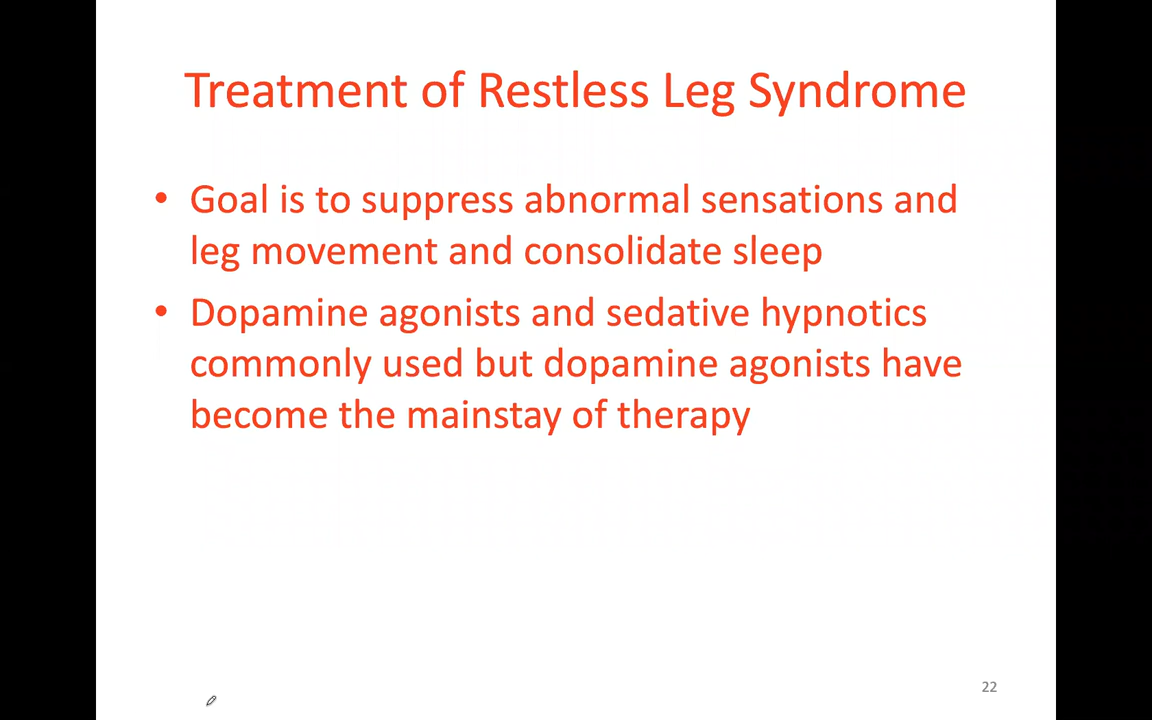 Treatment of Restless Leg Syndrome
• Goal is to suppress abnormal sensations and
leg movement and consolidate sleep
• Dopamine agonists and sedative hypnotics
commonly used but dopamine agonists have
become the mainstay of therapy
22